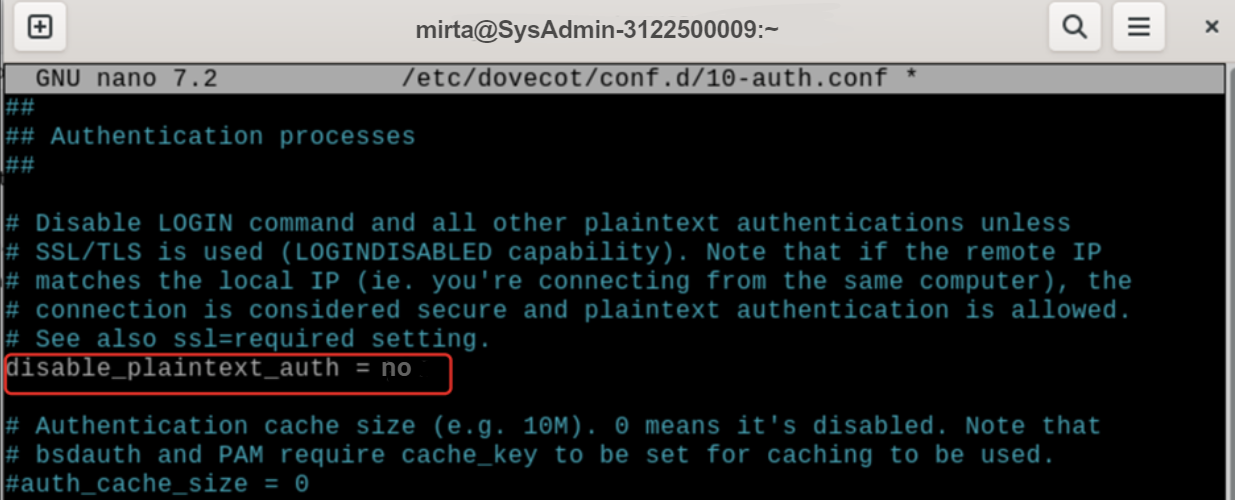 mirta@SysAdmin-3122500009:~
GNU nano 7.2 /etc/dovecot/conf.d/10-auth.conf *
##
## Authentication processes
##
# Disable LOGIN command and all other plaintext authentications unless
# SSL/TLS is used (LOGINDISABLED capability). Note that if the remote IP
# matches the local IP (ie. you're connecting from the same computer), the
# connection is considered secure and plaintext authentication is allowed.
# See also ssl=required setting.
disable_plaintext_auth = no
# Authentication cache size (e.g. 10M). 0 means it's disabled. Note that
# bsdauth and PAM require cache_key to be set for caching to be used.
#auth_cache_size = 0